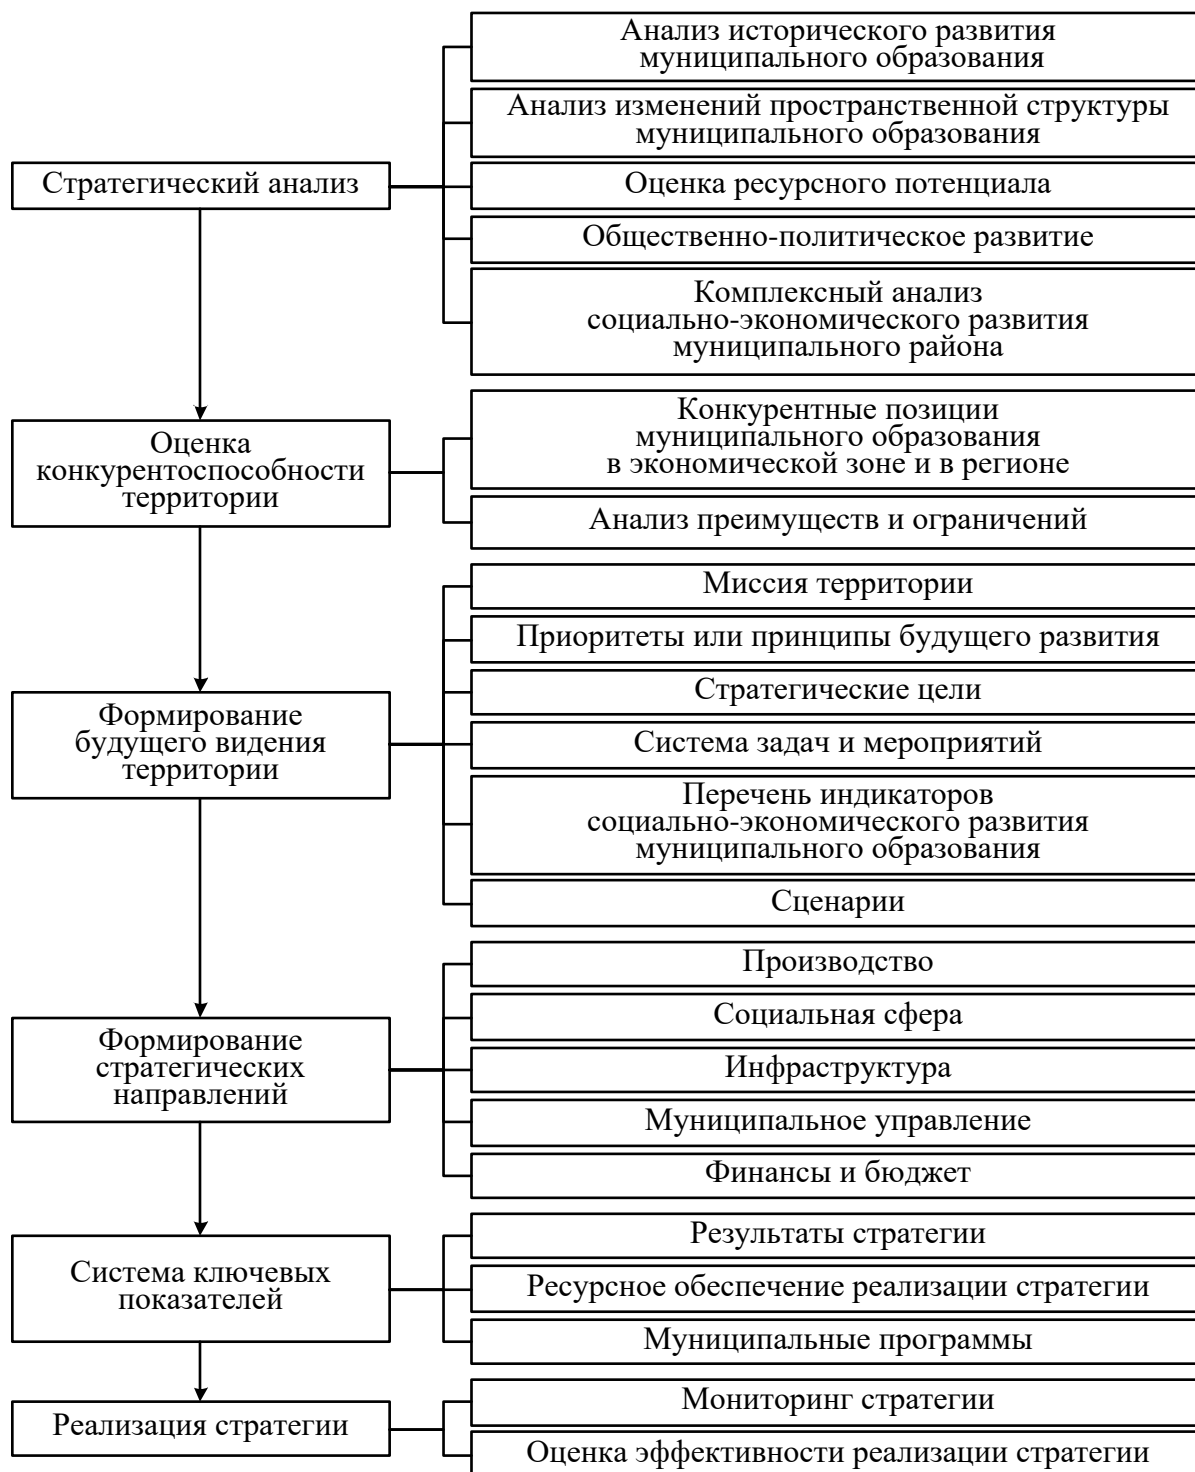 Стратегический анализ
Анализ исторического развития
муниципального образования
Анализ изменений пространственной структуры
муниципального образования
Оценка ресурсного потенциала
Общественно-политическое развитие
Комплексный анализ
социально-экономического развития
муниципального района
Оценка
конкурентоспособности
территории
Конкурентные позиции
муниципального образования
в экономической зоне и в регионе
Анализ преимуществ и ограничений
Формирование
будущего видения
территории
Миссия территории
Приоритеты или принципы будущего развития
Стратегические цели
Система задач и мероприятий
Перечень индикаторов
социально-экономического развития
муниципального образования
Сценарии
Формирование
стратегических
направлений
Производство
Социальная сфера
Инфраструктура
Муниципальное управление
Финансы и бюджет
Система ключевых
показателей
Результаты стратегии
Ресурсное обеспечение реализации стратегии
Муниципальные программы
Реализация стратегии
Мониторинг стратегии
Оценка эффективности реализации стратегии